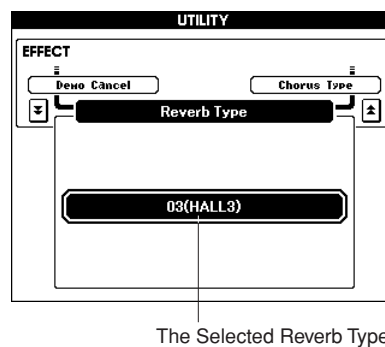 UTILITY
EFFECT
Demo Cancel
Chorus Type
Reverb Type
03(HALL3)
The Selected Reverb Type